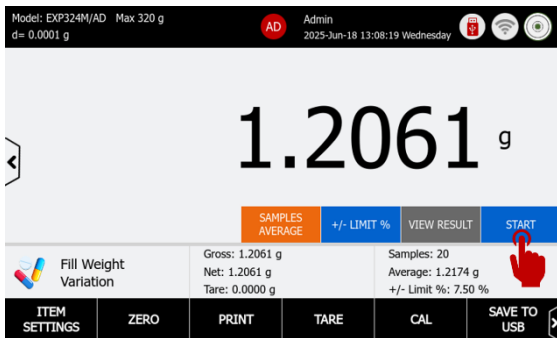 Model: EXP324M/AD Max 320 g
d= 0.0001 g
AD
Admin
2025-Jun-18 13:08:19 Wednesday
1.2061 g
SAMPLES
AVERAGE
+/- LIMIT %
VIEW RESULT
START
Fill Weight
Variation
Gross: 1.2061 g
Net: 1.2061 g
Tare: 0.0000 g
Samples: 20
Average: 1.2174 g
+/- Limit %: 7.50 %
ITEM
SETTINGS
ZERO
PRINT
TARE
CAL
SAVE TO
USB